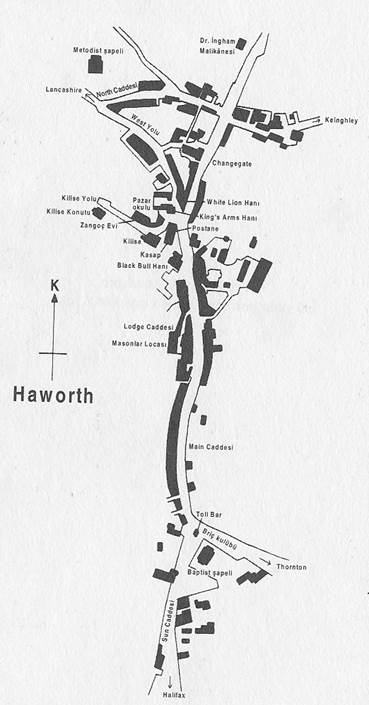 Dr. İngham
Malikânesi
Metodist şapeli
Lancashire
North Caddesi
West Yolu
Keinghley
Changegate
Kilise Yolu
Kilise Konutu
Zangoç Evi
Pazar
okulu
White Lion Hanı
King's Arms Hanı
Postane
Kilise
Kasap
Black Bull Hanı
K
Lodge Caddesi
Masonlar Locası
Haworth
Main Caddesi
Toll Bar
Briç kulübü
Thornton
Baptist şapeli
Sun Caddesi
Halifax